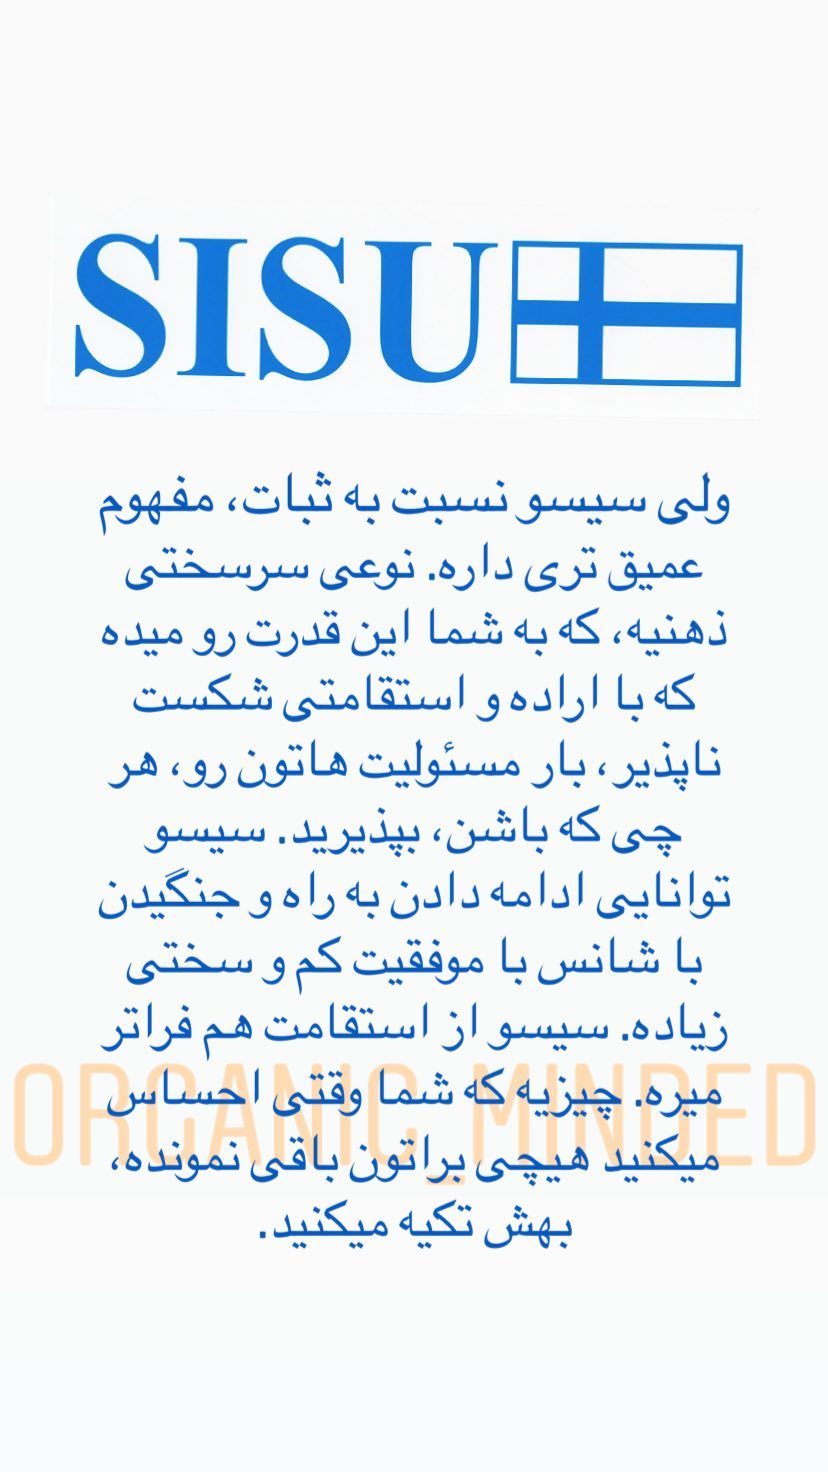 SISU
ولی سیسو نسبت به ثبات، مفهوم
عمیق تری داره. نوعی سرسختی
ذهنیه، که به شما این قدرت رو میده
که با اراده و استقامتی شکست
ناپذیر، بار مسئولیت هاتون رو، هر
چی که باشن، بپذیرید. سیسو
توانایی ادامه دادن به راه و جنگیدن
با شانس با موفقیت کم و سختی
زیاده. سیسو از استقامت هم فراتر
میره. چیزیه که شما وقتی احساس
میکنید هیچی براتون باقی نمونده،
بهش تکیه میکنید.
ORGANIC_MINDED